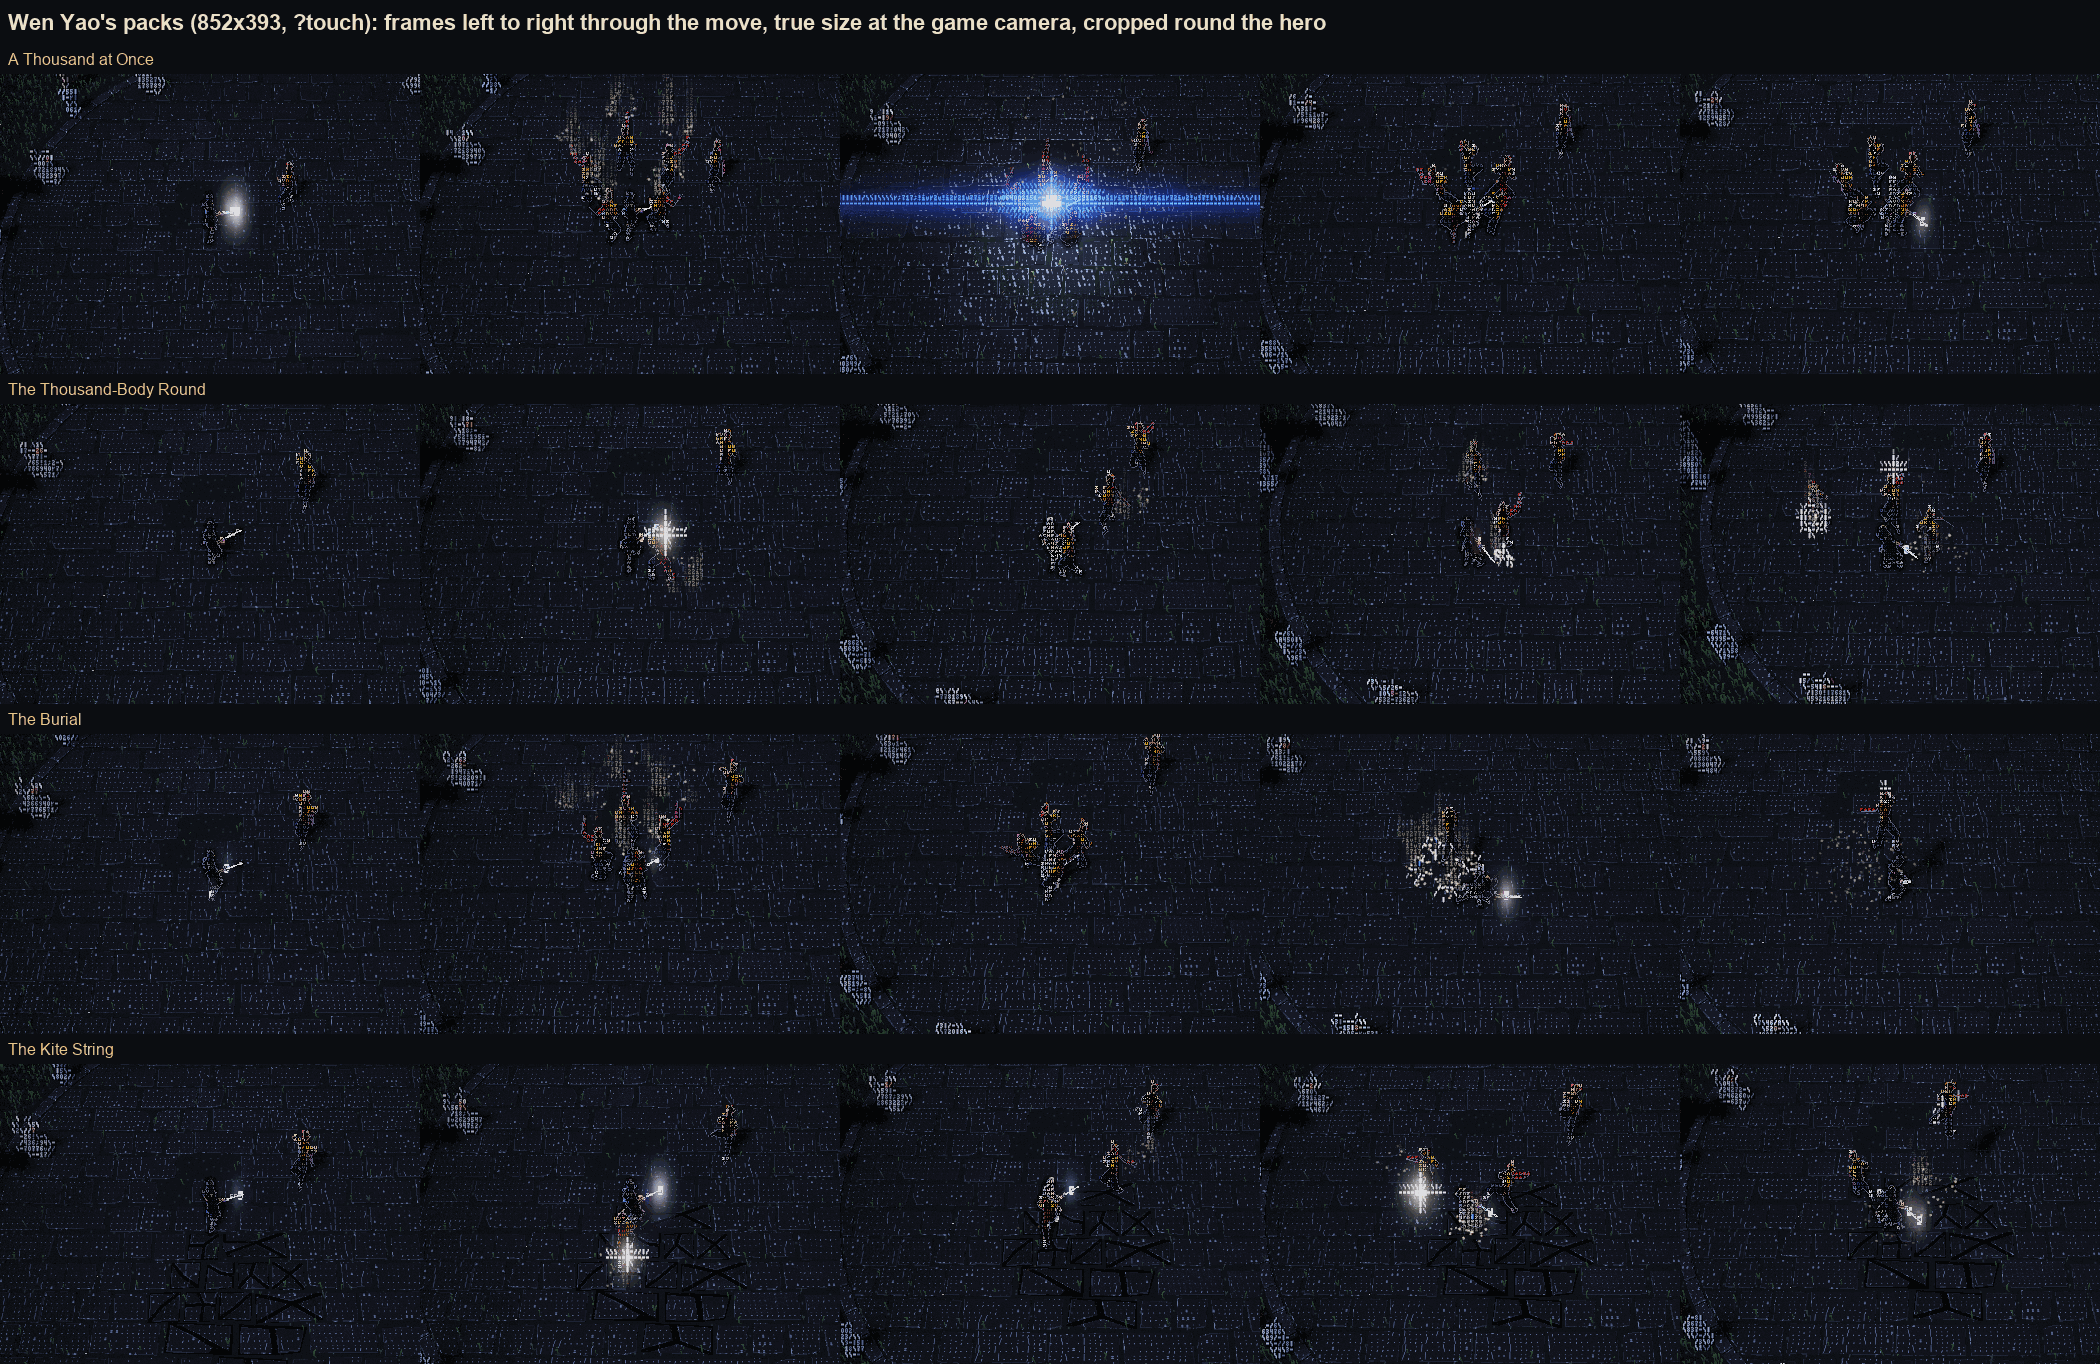 Wen Yao's packs (852x393, ?touch): frames left to right through the move, true size at the game camera, cropped round the hero
A Thousand at Once
The Thousand-Body Round
The Burial
The Kite String